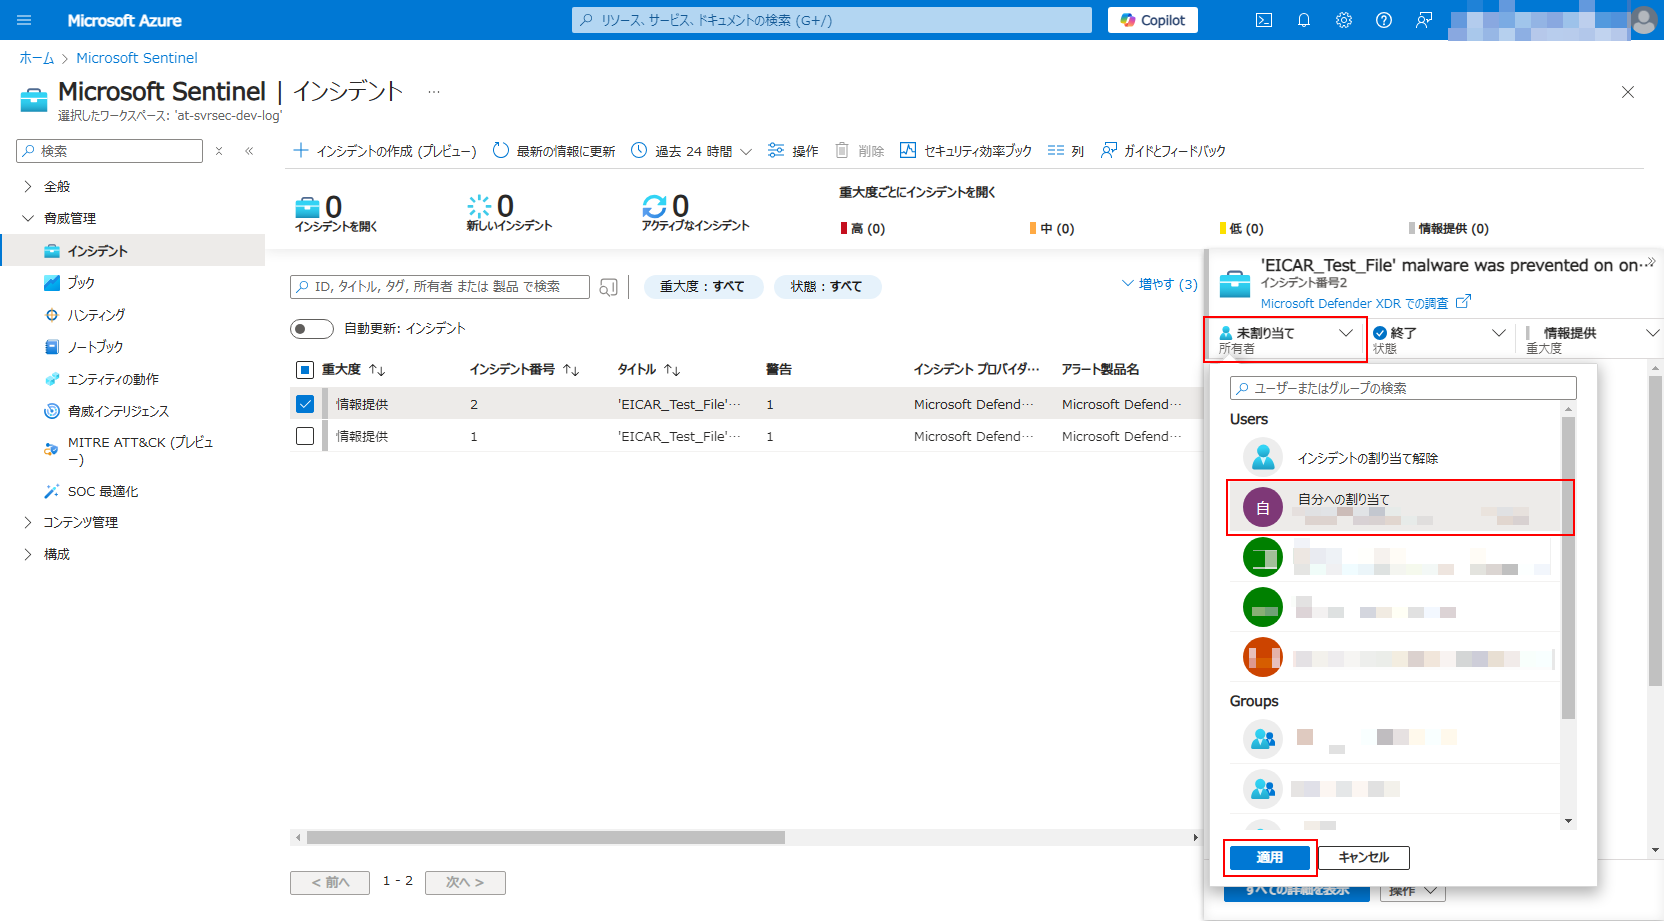 Microsoft Azure
リソース、サービス、ドキュメントの検索 (G+/)
Copilot
ホーム > Microsoft Sentinel
Microsoft Sentinel | インシデント ...
選択したワークスペース: 'at-svrsec-dev-log'
検索
全般
脅威管理
インシデント
ブック
ハンティング
ノートブック
エンティティの動作
脅威インテリジェンス
MITRE ATT&CK (プレビュ
ー)
SOC 最適化
コンテンツ管理
構成
インシデントの作成 (プレビュー) 最新の情報に更新 過去 24 時間 操作 削除 セキュリティ効率ブック 列 ガイドとフィードバック
0
インシデントを開く
0
新しいインシデント
0
アクティブなインシデント
重大度ごとにインシデントを開く
高 (0) 中 (0) 低 (0) 情報提供 (0)
ID, タイトル, タグ, 所有者 または 製品 で検索
重大度 : すべて 状態 : すべて
増やす (3)
自動更新: インシデント
重大度 ↑↓ インシデント番号 ↑↓ タイトル ↑↓ 警告 インシデント プロバイダ… アラート製品名
情報提供 2 'EICAR_Test_File'… 1 Microsoft Defend… Microsoft Defend…
情報提供 1 'EICAR_Test_File'… 1 Microsoft Defend… Microsoft Defend…
< 前へ 1 - 2 次へ >
'EICAR_Test_File' malware was prevented on on…
インシデント番号2
Microsoft Defender XDR での調査
未割り当て
所有者
終了
状態
情報提供
重大度
ユーザーまたはグループの検索
Users
インシデントの割り当て解除
自 自分への割り当て
Groups
適用 キャンセル
すべての詳細を表示 操作